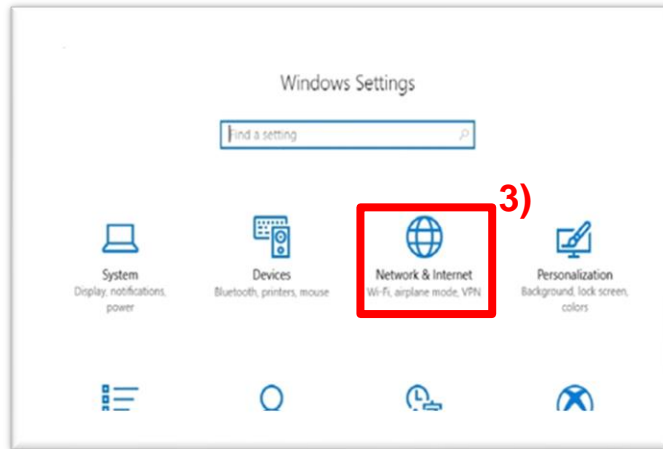 Windows Settings
Find a setting
3)
System
Display, notifications,
power
Devices
Bluetooth, printers, mouse
Network & Internet
Wi-Fi, airplane mode, VPN
Personalization
Background, lock screen,
colors